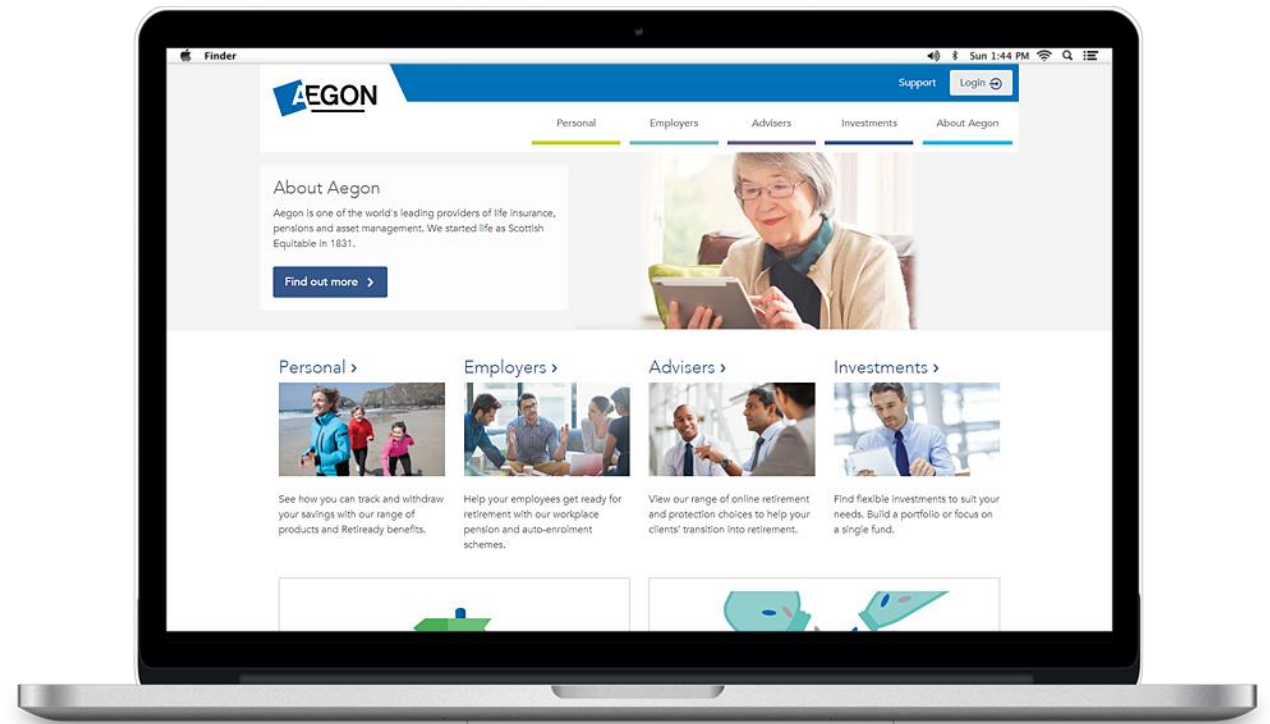 Finder
Sun 1:44 PM
AEGON
Support
Login
Personal
Employers
Advisers
Investments
About Aegon
About Aegon
Aegon is one of the world's leading providers of life insurance,
pensions and asset management. We started life as Scottish
Equitable in 1831.
Find out more >
Personal >
Employers >
Advisers >
Investments >
See how you can track and withdraw
your savings with our range of
products and Retiready benefits.
Help your employees get ready for
retirement with our workplace
pension and auto-enrolment
schemes.
View our range of online retirement
and protection choices to help your
clients' transition into retirement.
Find flexible investments to suit your
needs. Build a portfolio or focus on
a single fund.